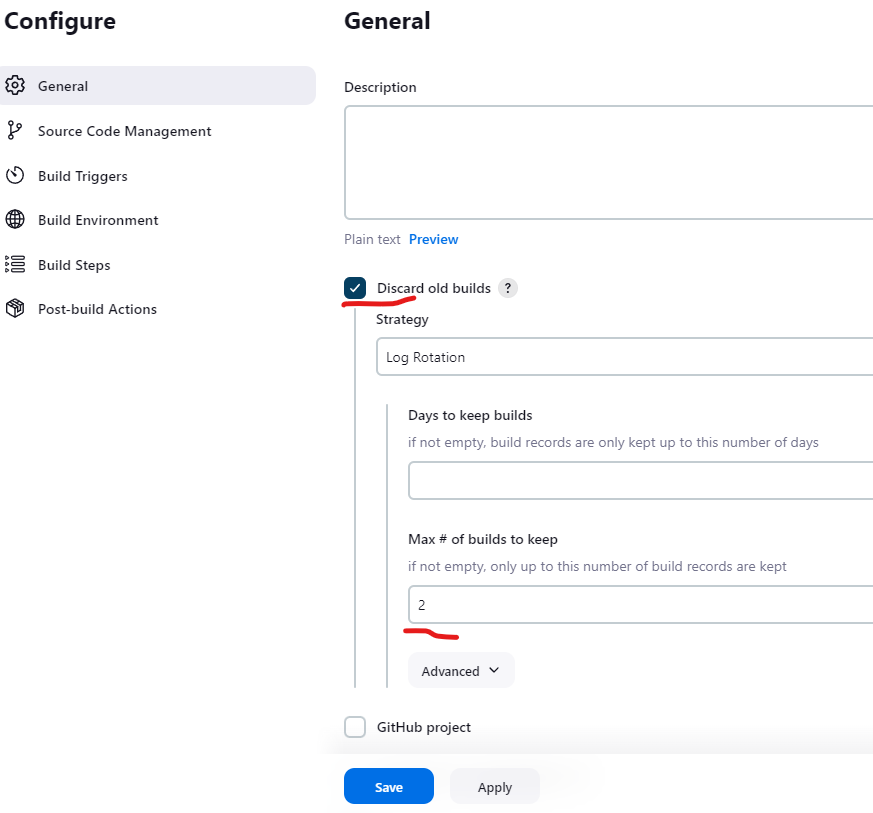 Configure
General
Source Code Management
Build Triggers
Build Environment
Build Steps
Post-build Actions
General
Description
Plain text Preview
Discard old builds ?
Strategy
Log Rotation
Days to keep builds
if not empty, build records are only kept up to this number of days
Max # of builds to keep
if not empty, only up to this number of build records are kept
2
Advanced
GitHub project
Save Apply